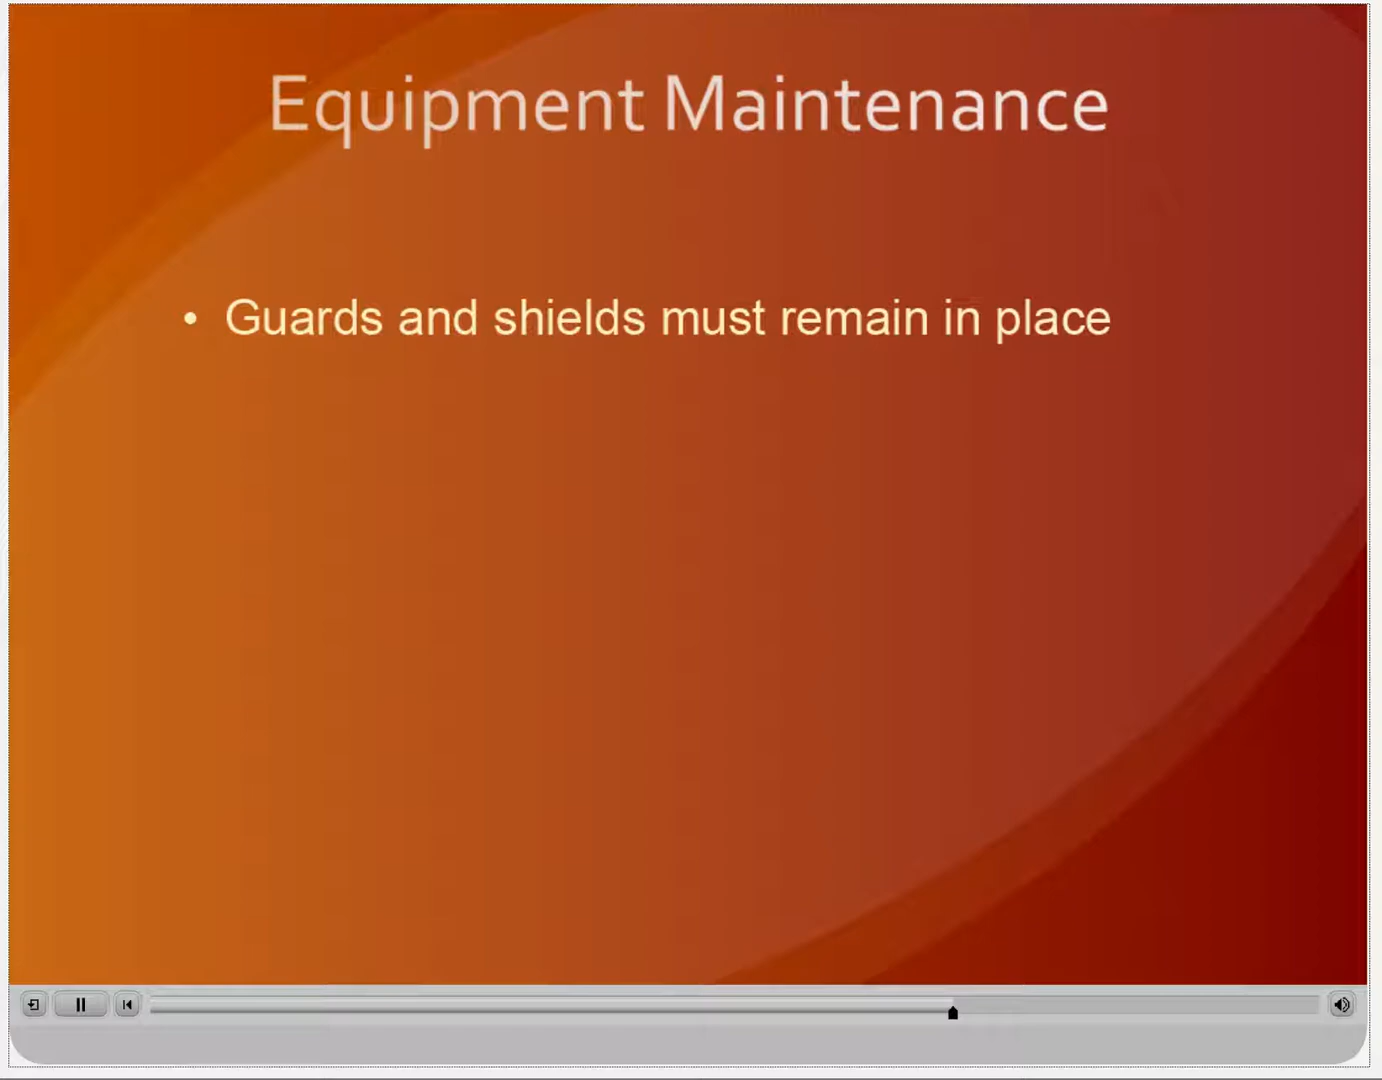 Equipment Maintenance
• Guards and shields must remain in place